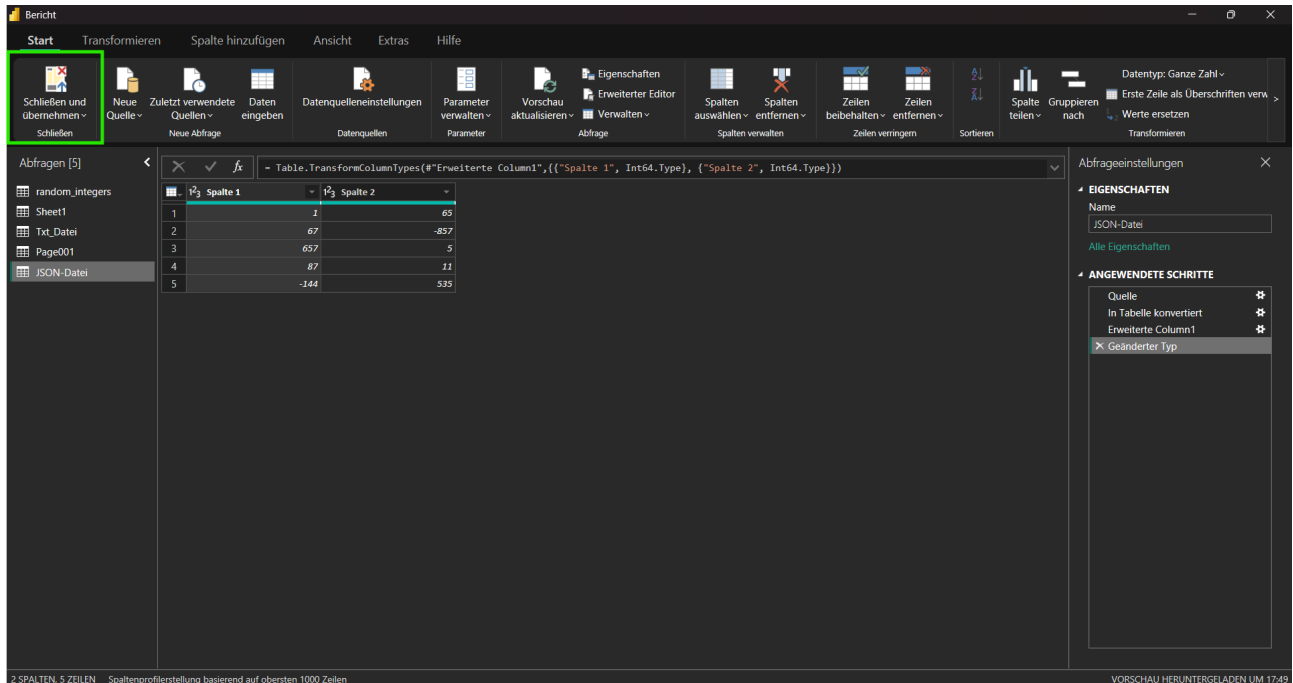 Bericht
Start Transformieren Spalte hinzufügen Ansicht Extras Hilfe
Schließen und übernehmen
Schließen
Neue Quelle
Zuletzt verwendete Quellen
Daten eingeben
Neue Abfrage
Datenquelleneinstellungen
Datenquellen
Parameter verwalten
Parameter
Vorschau aktualisieren
Eigenschaften
Erweiterter Editor
Verwalten
Abfrage
Spalten auswählen
Spalten entfernen
Spalten verwalten
Zeilen beibehalten
Zeilen entfernen
Zeilen verringern
Sortieren
Spalte teilen
Gruppieren nach
Datentyp: Ganze Zahl
Erste Zeile als Überschriften verw
Werte ersetzen
Transformieren
Abfragen [5]
random_integers
Sheet1
Txt_Datei
Page001
JSON-Datei
= Table.TransformColumnTypes(#"Erweiterte Column1",{{"Spalte 1", Int64.Type}, {"Spalte 2", Int64.Type}})
Spalte 1 Spalte 2
1 1 65
2 67 -857
3 657 5
4 87 11
5 -144 535
Abfrageeinstellungen
EIGENSCHAFTEN
Name
JSON-Datei
Alle Eigenschaften
ANGEWENDETE SCHRITTE
Quelle
In Tabelle konvertiert
Erweiterte Column1
Geänderter Typ
2 SPALTEN, 5 ZEILEN Spaltenprofilerstellung basierend auf obersten 1000 Zeilen
VORSCHAU HERUNTERGELADEN UM 17:49